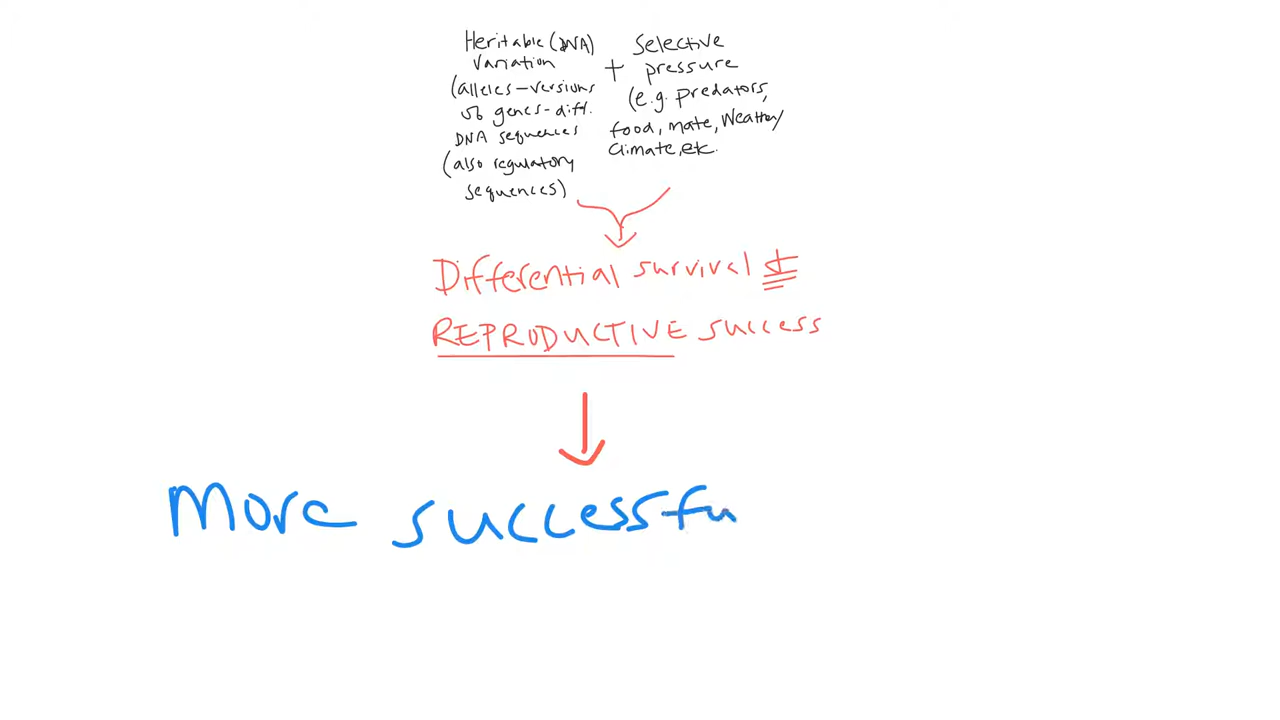 Heritable (DNA)
variation
(alleles-versions
of genes-diff.
DNA sequences
(also regulatory
sequences)
+
Selective
pressure
(e.g. predators,
food, mate, Weather/
Climate, etc.
Differential survival &
REPRODUCTIVE success
More successfu